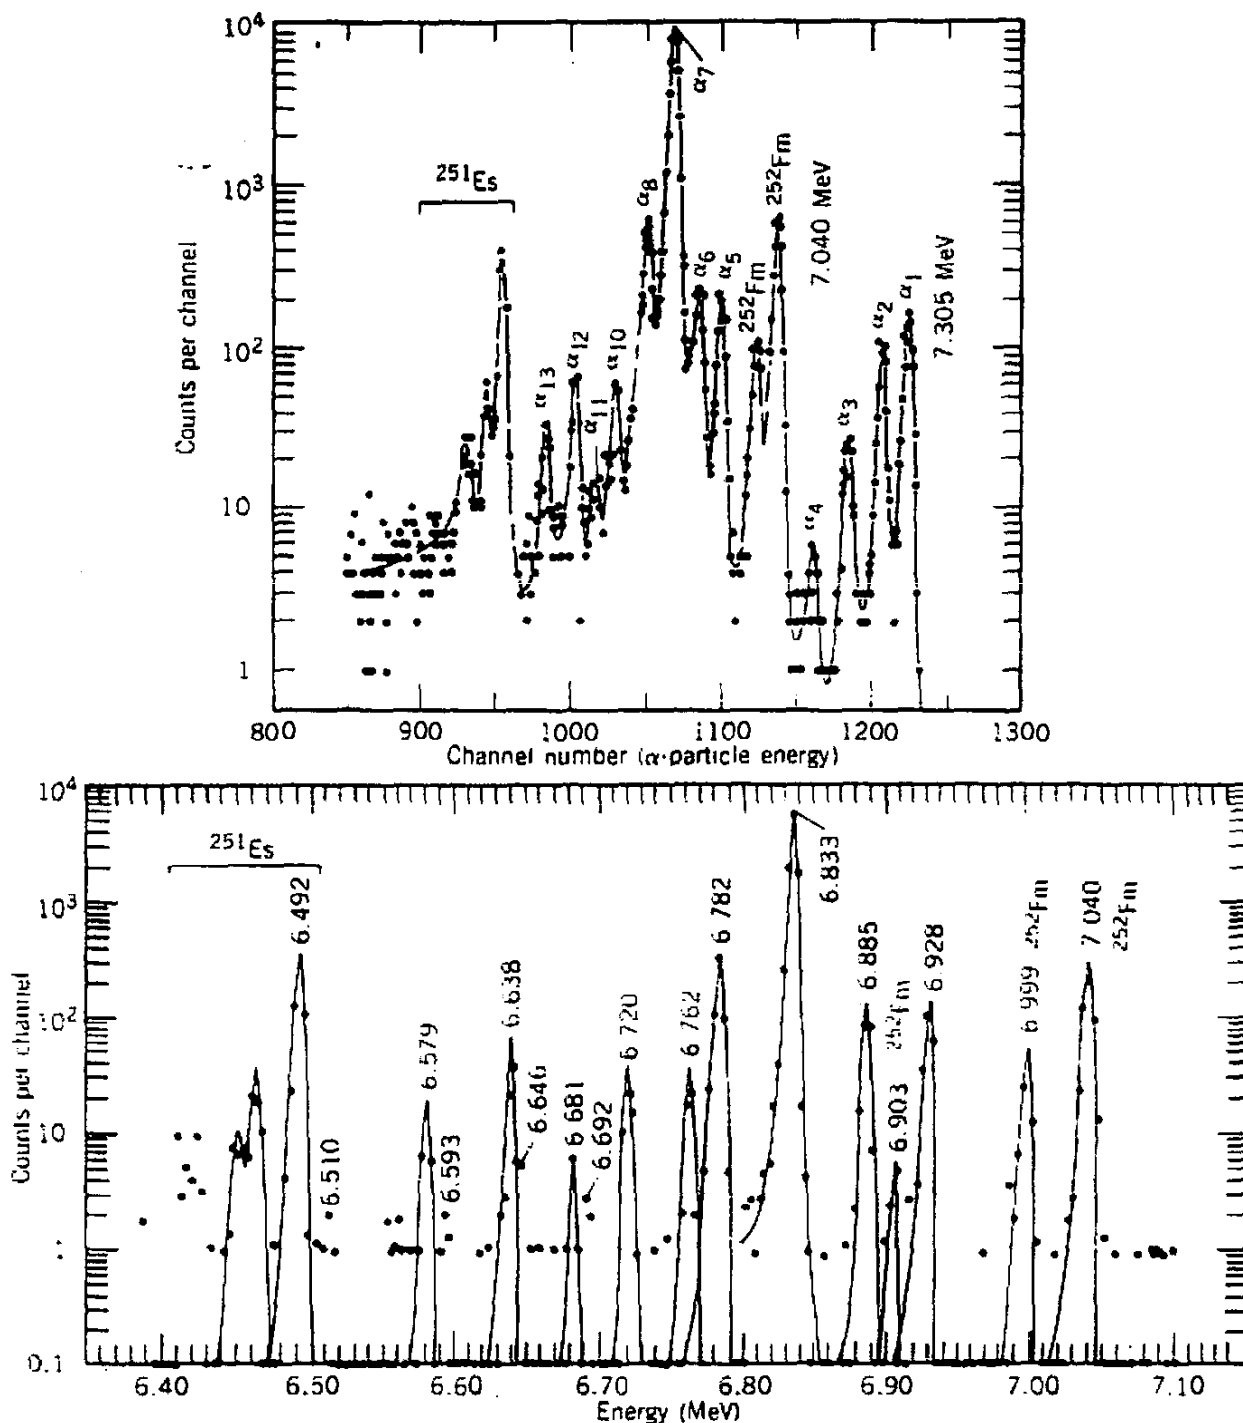 10⁴
10³
10²
10
1
Counts per channel
²⁵¹Es
α₁₃
α₁₂
α₁₁
α₁₀
α₈
α₇
α₆
α₅
²⁵²Fm
²⁵²Fm
7.040 MeV
α₄
α₃
α₂
α₁
7.305 MeV
800 900 1000 1100 1200 1300
Channel number (α-particle energy)
10⁴
10³
10²
10
1
0.1
Counts per channel
²⁵¹Es
6.492
6.510
6.579
6.593
6.638
6.646
6 681
6.692
6 720
6 762
6 782
6.833
6.885
6.903 ²⁵²Fm
6.928
6 999 ²⁵²Fm
7 040
²⁵²Fm
6.40 6.50 6.60 6.70 6.80 6.90 7.00 7.10
Energy (MeV)